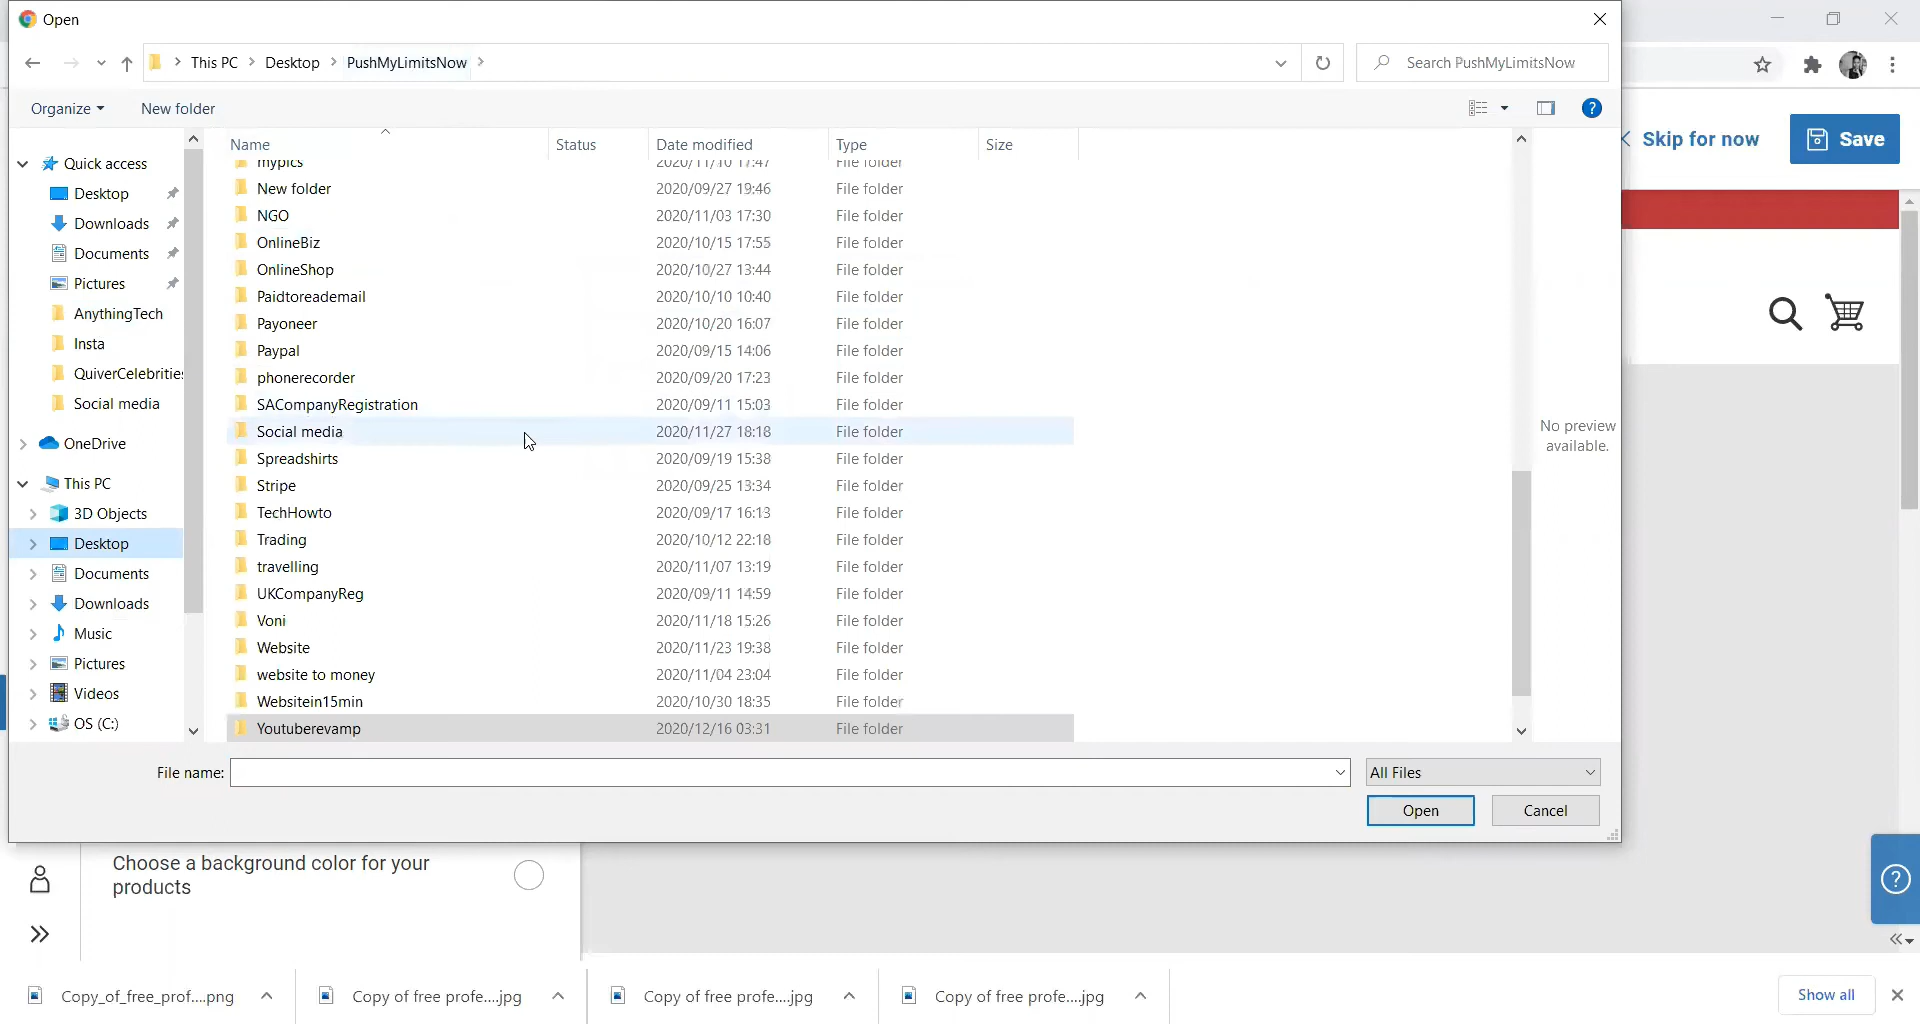 Open
This PC > Desktop > PushMyLimitsNow >
Search PushMyLimitsNow
Organize
New folder
Skip for now
Save
Quick access
Desktop
Downloads
Documents
Pictures
AnythingTech
Insta
QuiverCelebrities
Social media
OneDrive
This PC
3D Objects
Desktop
Documents
Downloads
Music
Pictures
Videos
OS (C:)
Name Status Date modified Type Size
mypics 2020/11/10 17:47 File folder
New folder 2020/09/27 19:46 File folder
NGO 2020/11/03 17:30 File folder
OnlineBiz 2020/10/15 17:55 File folder
OnlineShop 2020/10/27 13:44 File folder
Paidtoreademail 2020/10/10 10:40 File folder
Payoneer 2020/10/20 16:07 File folder
Paypal 2020/09/15 14:06 File folder
phonerecorder 2020/09/20 17:23 File folder
SACompanyRegistration 2020/09/11 15:03 File folder
Social media 2020/11/27 18:18 File folder
Spreadshirts 2020/09/19 15:38 File folder
Stripe 2020/09/25 13:34 File folder
TechHowto 2020/09/17 16:13 File folder
Trading 2020/10/12 22:18 File folder
travelling 2020/11/07 13:19 File folder
UKCompanyReg 2020/09/11 14:59 File folder
Voni 2020/11/18 15:26 File folder
Website 2020/11/23 19:38 File folder
website to money 2020/11/04 23:04 File folder
Websitein15min 2020/10/30 18:35 File folder
Youtuberevamp 2020/12/16 03:31 File folder
No preview
available.
File name:
All Files
Open
Cancel
Choose a background color for your
products
Copy_of_free_prof....png
Copy of free profe....jpg
Copy of free profe....jpg
Copy of free profe....jpg
Show all